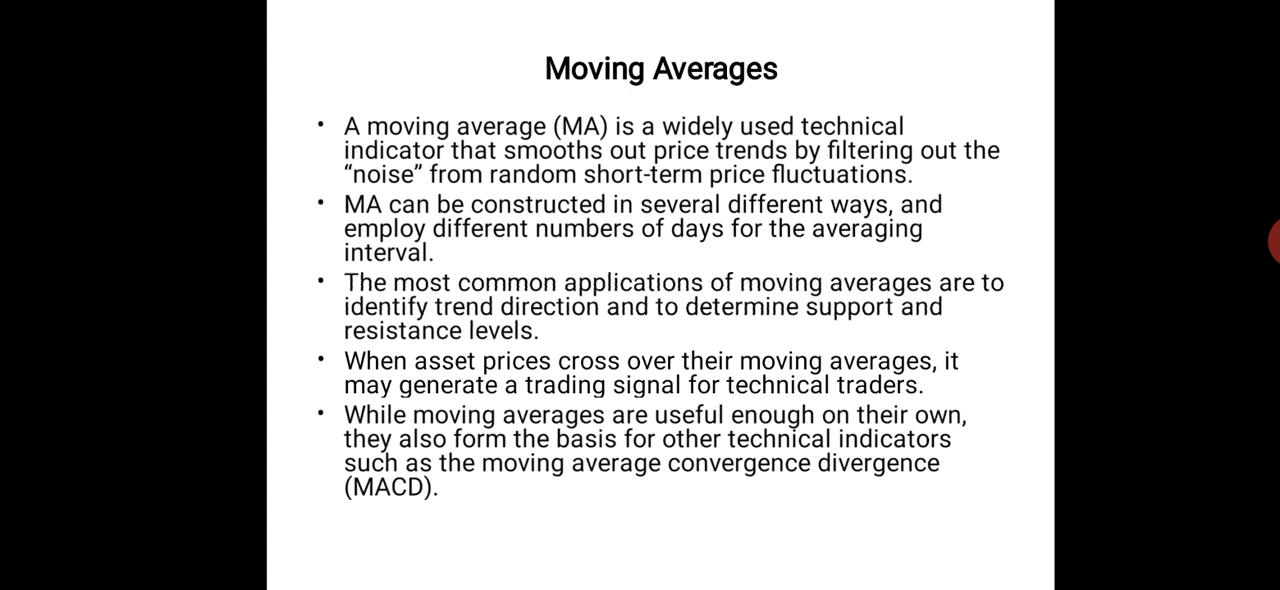 Moving Averages
• A moving average (MA) is a widely used technical
indicator that smooths out price trends by filtering out the
“noise” from random short-term price fluctuations.
• MA can be constructed in several different ways, and
employ different numbers of days for the averaging
interval.
• The most common applications of moving averages are to
identify trend direction and to determine support and
resistance levels.
• When asset prices cross over their moving averages, it
may generate a trading signal for technical traders.
• While moving averages are useful enough on their own,
they also form the basis for other technical indicators
such as the moving average convergence divergence
(MACD).